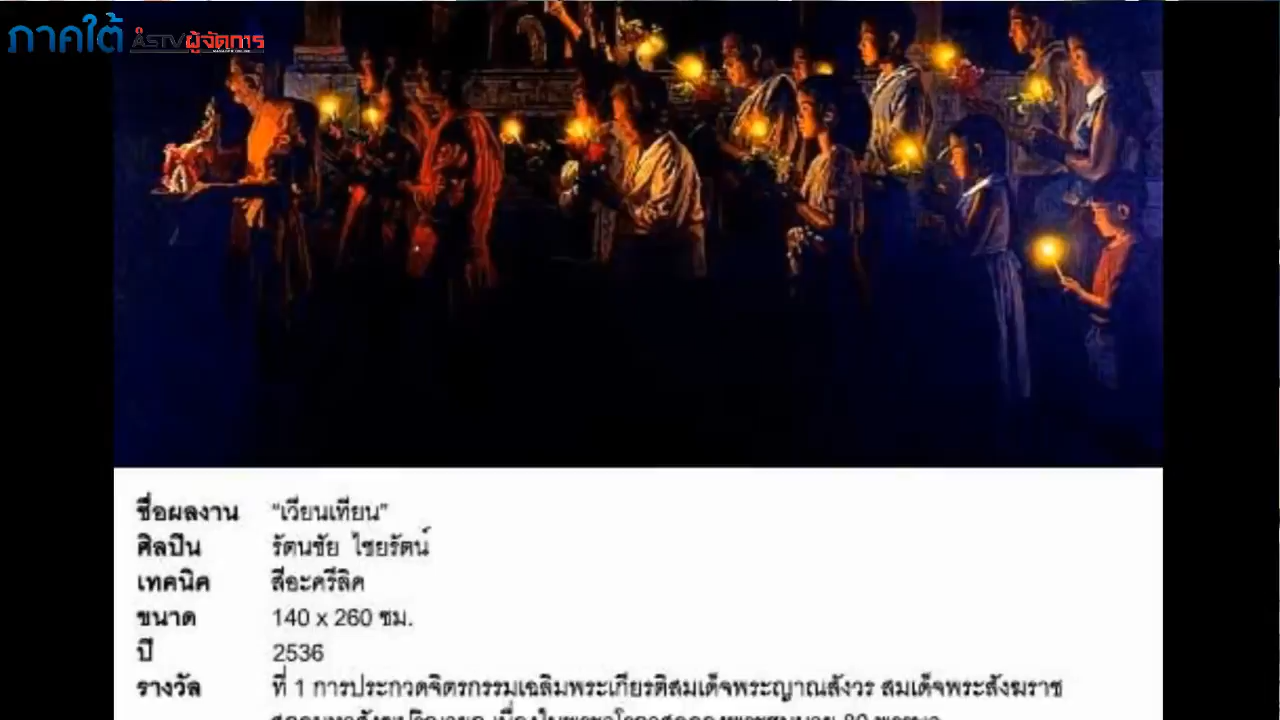 ภาคใต้ ASTVผู้จัดการ
ชื่อผลงาน "เวียนเทียน"
ศิลปิน รัตนชัย ไชยรัตน์
เทคนิค สีอะครีลิค
ขนาด 140 x 260 ซม.
ปี 2536
รางวัล ที่ 1 การประกวดจิตรกรรมเฉลิมพระเกียรติสมเด็จพระญาณสังวร สมเด็จพระสังฆราช